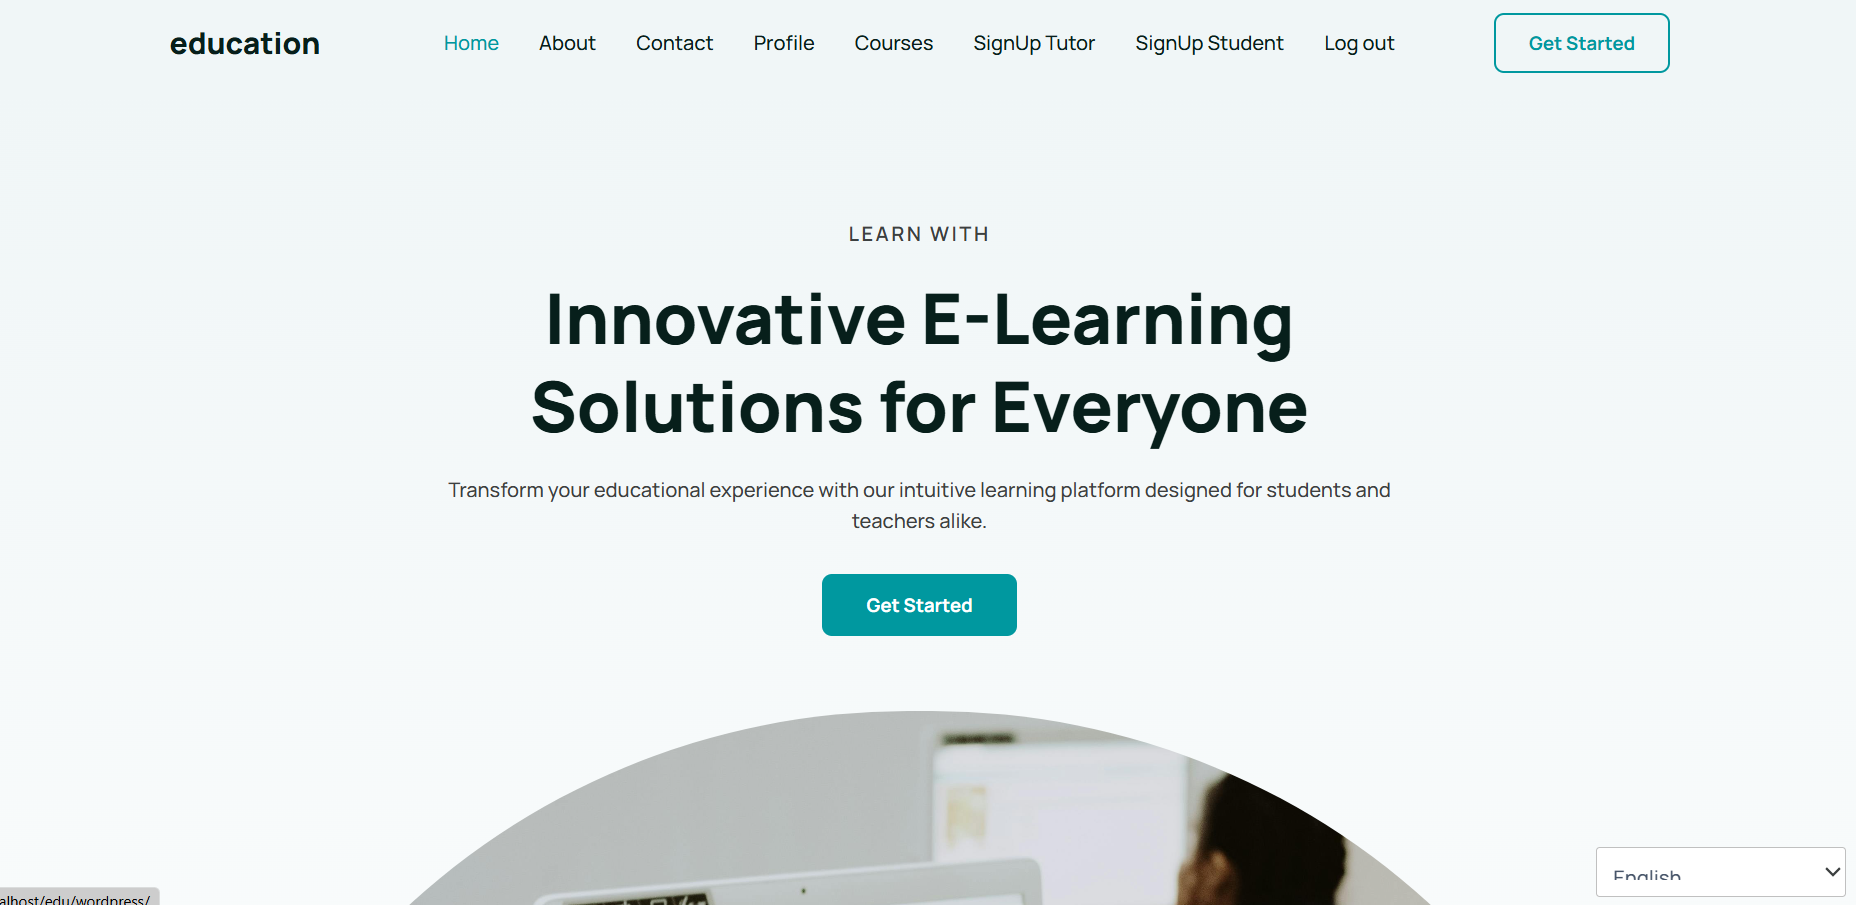 education
Home About Contact Profile Courses SignUp Tutor SignUp Student Log out
Get Started
LEARN WITH
Innovative E-Learning
Solutions for Everyone
Transform your educational experience with our intuitive learning platform designed for students and
teachers alike.
Get Started
English
alhost/edu/wordpress/